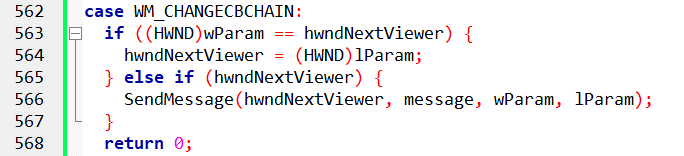 562 case WM_CHANGECBCHAIN:
563 if ((HWND)wParam == hwndNextViewer) {
564 hwndNextViewer = (HWND)lParam;
565 } else if (hwndNextViewer) {
566 SendMessage(hwndNextViewer, message, wParam, lParam);
567 }
568 return 0;